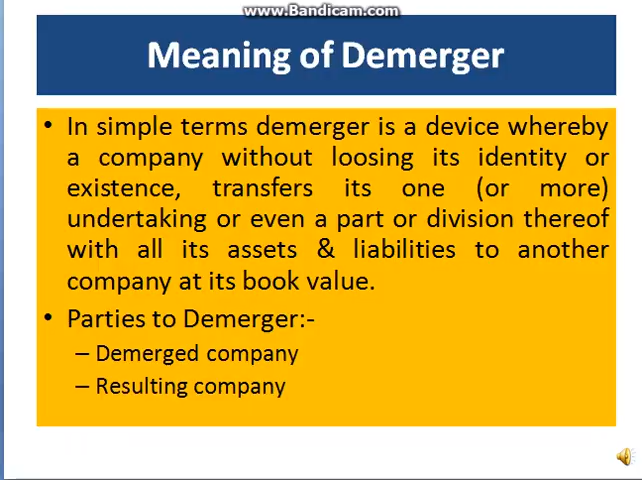 www.Bandicam.com
Meaning of Demerger
• In simple terms demerger is a device whereby
a company without loosing its identity or
existence, transfers its one (or more)
undertaking or even a part or division thereof
with all its assets & liabilities to another
company at its book value.
• Parties to Demerger:-
– Demerged company
– Resulting company